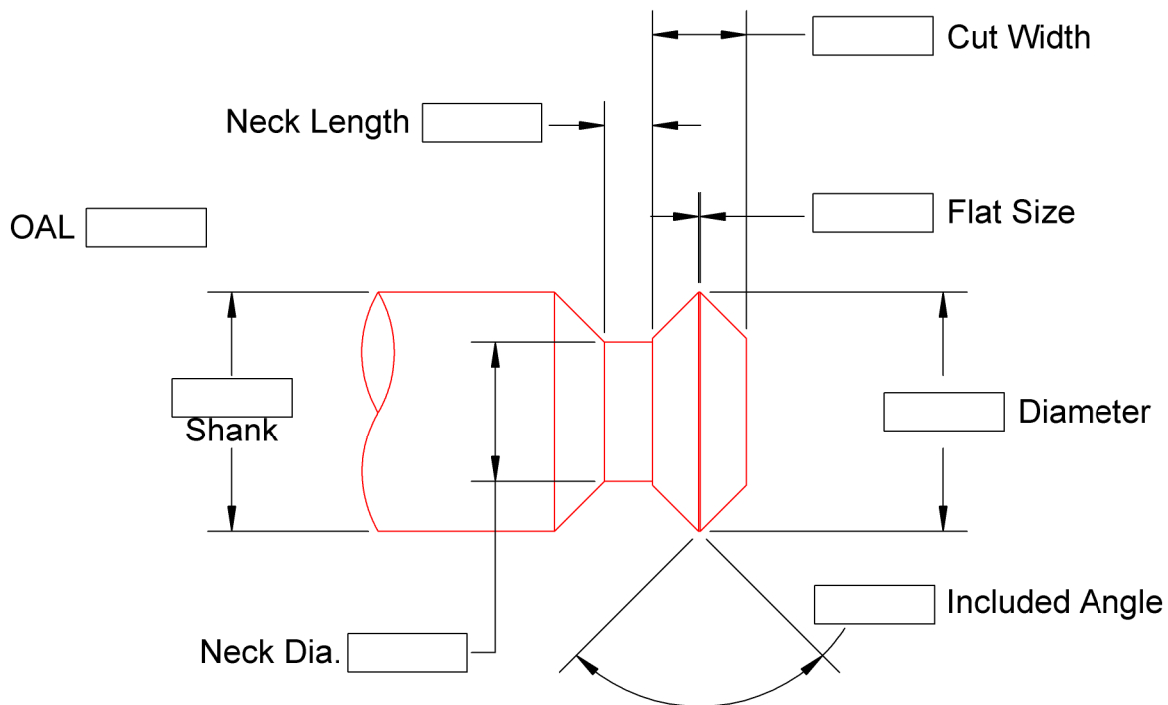 Cut Width
Neck Length
Flat Size
OAL
Diameter
Shank
Included Angle
Neck Dia.